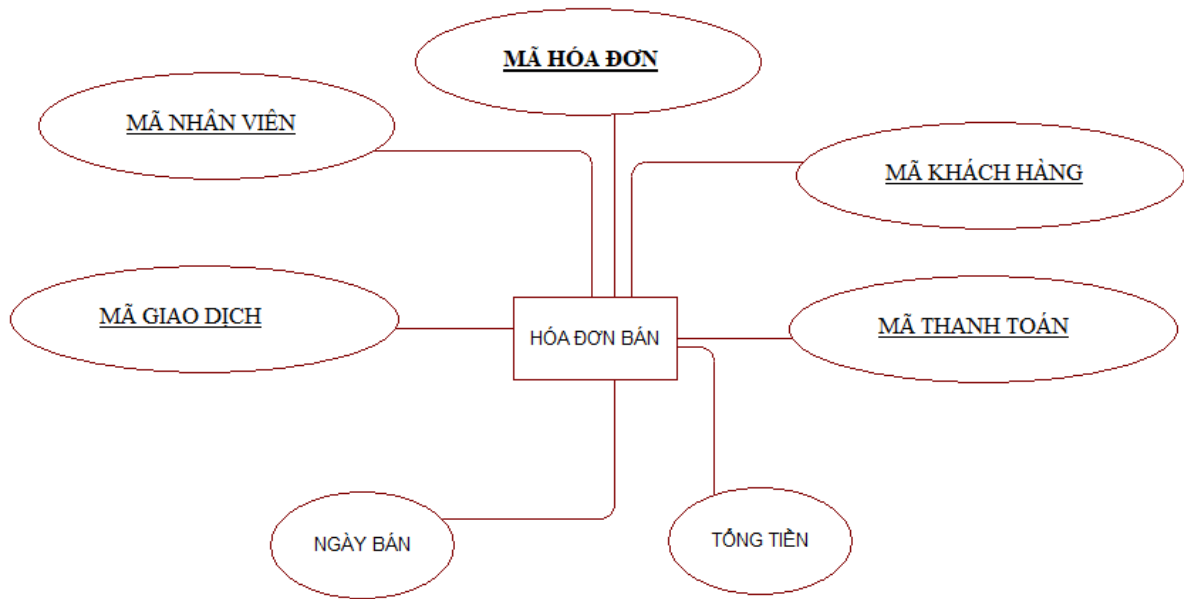 MÃ HÓA ĐƠN
MÃ NHÂN VIÊN
MÃ KHÁCH HÀNG
MÃ GIAO DỊCH
HÓA ĐƠN BÁN
MÃ THANH TOÁN
NGÀY BÁN
TỔNG TIỀN